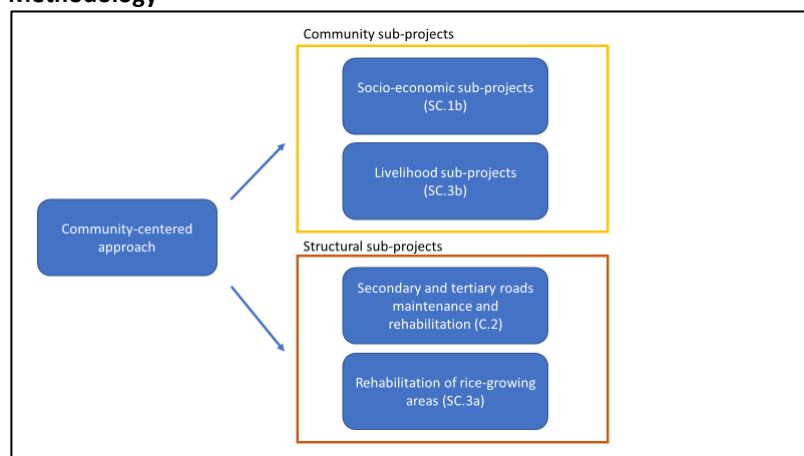 Methodology
Community sub-projects
Socio-economic sub-projects
(SC.1b)
Livelihood sub-projects
(SC.3b)
Community-centered
approach
Structural sub-projects
Secondary and tertiary roads
maintenance and
rehabilitation (C.2)
Rehabilitation of rice-growing
areas (SC.3a)